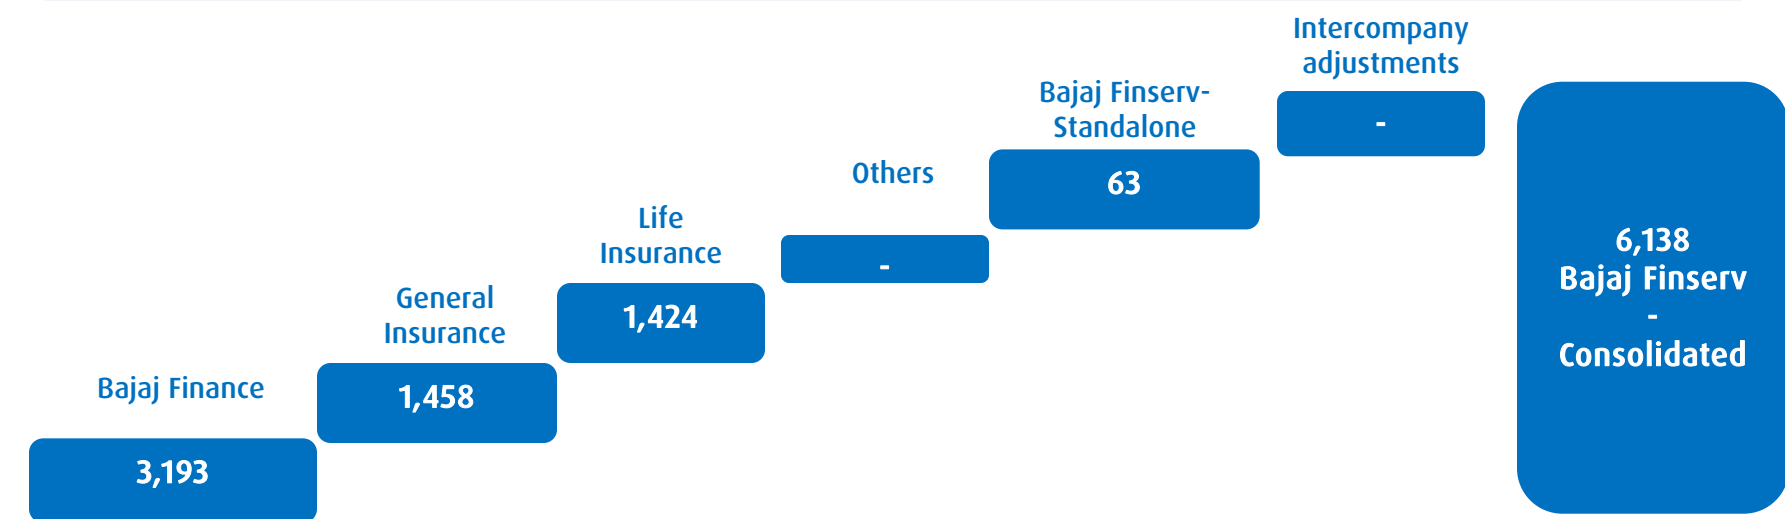 Bajaj Finance
3,193
General
Insurance
1,458
Life
Insurance
1,424
Others
-
Bajaj Finserv-
Standalone
63
Intercompany
adjustments
-
6,138
Bajaj Finserv
-
Consolidated